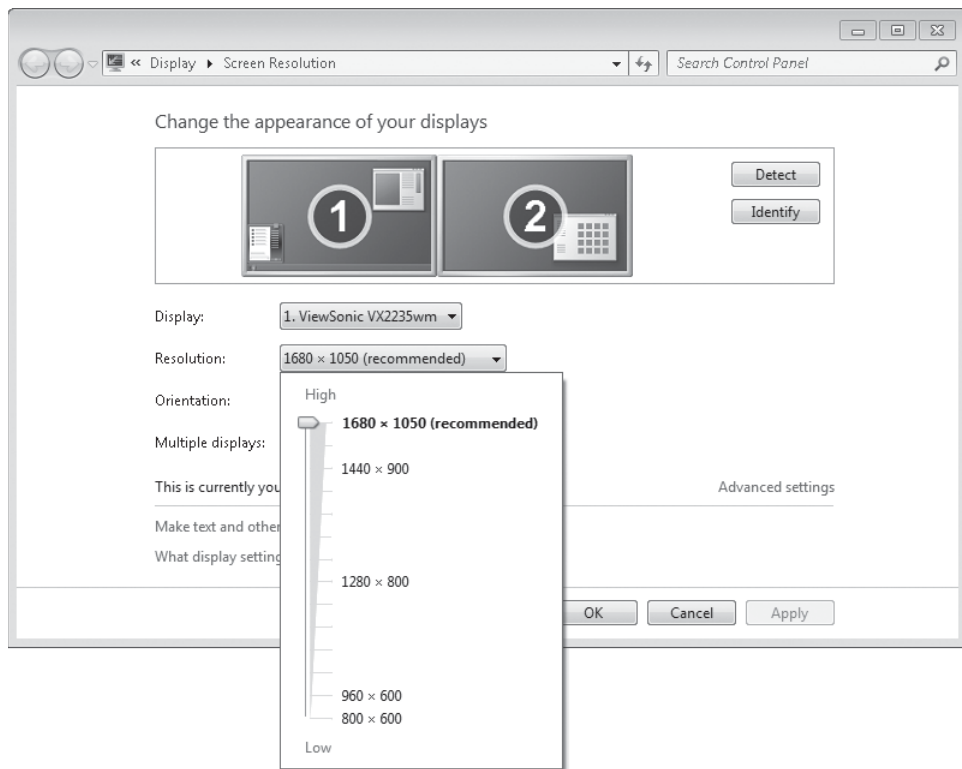 « Display ▸ Screen Resolution
Search Control Panel
Change the appearance of your displays
1
2
Detect
Identify
Display: 1. ViewSonic VX2235wm
Resolution: 1680 × 1050 (recommended)
Orientation:
Multiple displays:
High
1680 × 1050 (recommended)
1440 × 900
1280 × 800
960 × 600
800 × 600
Low
This is currently you
Advanced settings
Make text and other
What display setting
OK
Cancel
Apply